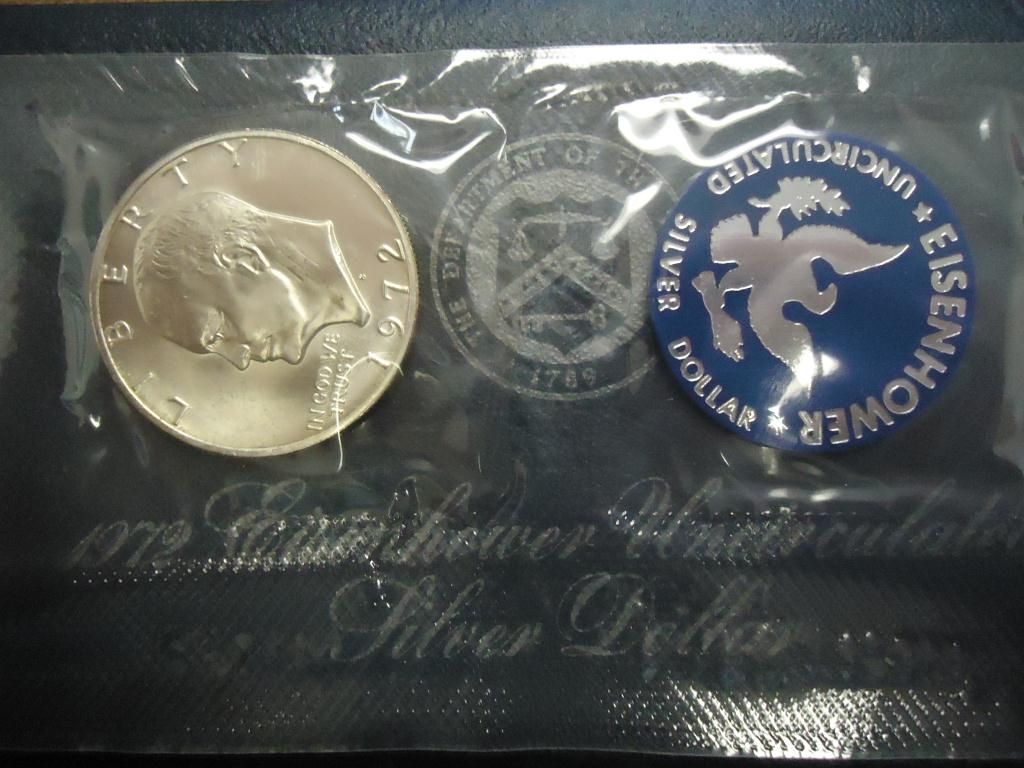 LIBERTY
IN GOD WE
TRUST
S
1972
THE DEPARTMENT OF TH
1789
UNCIRCULATED
EISENHOWER
SILVER DOLLAR
1972 Eisenhower Uncirculated
Silver Dollar